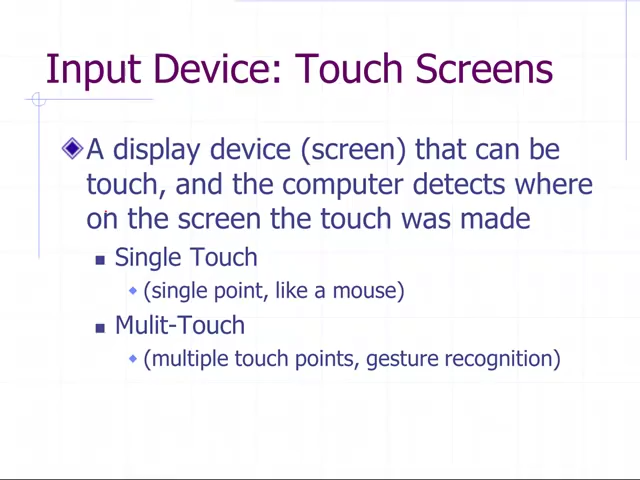 Input Device: Touch Screens
A display device (screen) that can be
touch, and the computer detects where
on the screen the touch was made
Single Touch
(single point, like a mouse)
Mulit-Touch
(multiple touch points, gesture recognition)